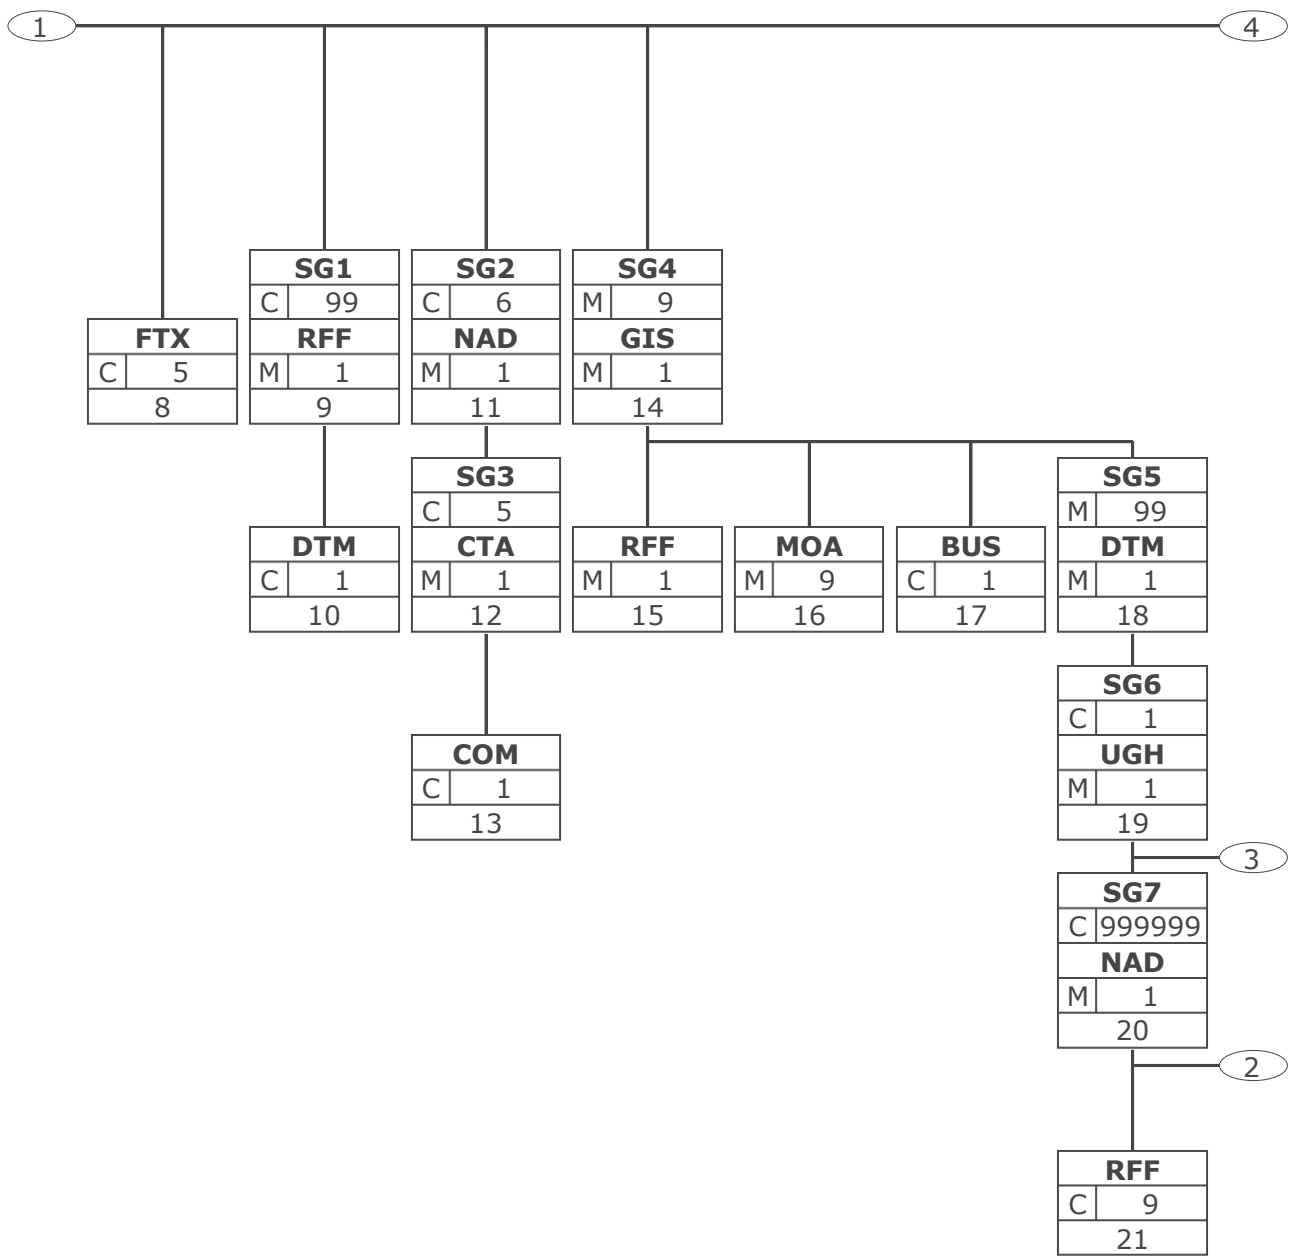 1
4
SG1
C 99
RFF
M 1
9
SG2
C 6
NAD
M 1
11
SG4
M 9
GIS
M 1
14
FTX
C 5
8
DTM
C 1
10
SG3
C 5
CTA
M 1
12
RFF
M 1
15
MOA
M 9
16
BUS
C 1
17
SG5
M 99
DTM
M 1
18
COM
C 1
13
SG6
C 1
UGH
M 1
19
3
SG7
C 999999
NAD
M 1
20
2
RFF
C 9
21